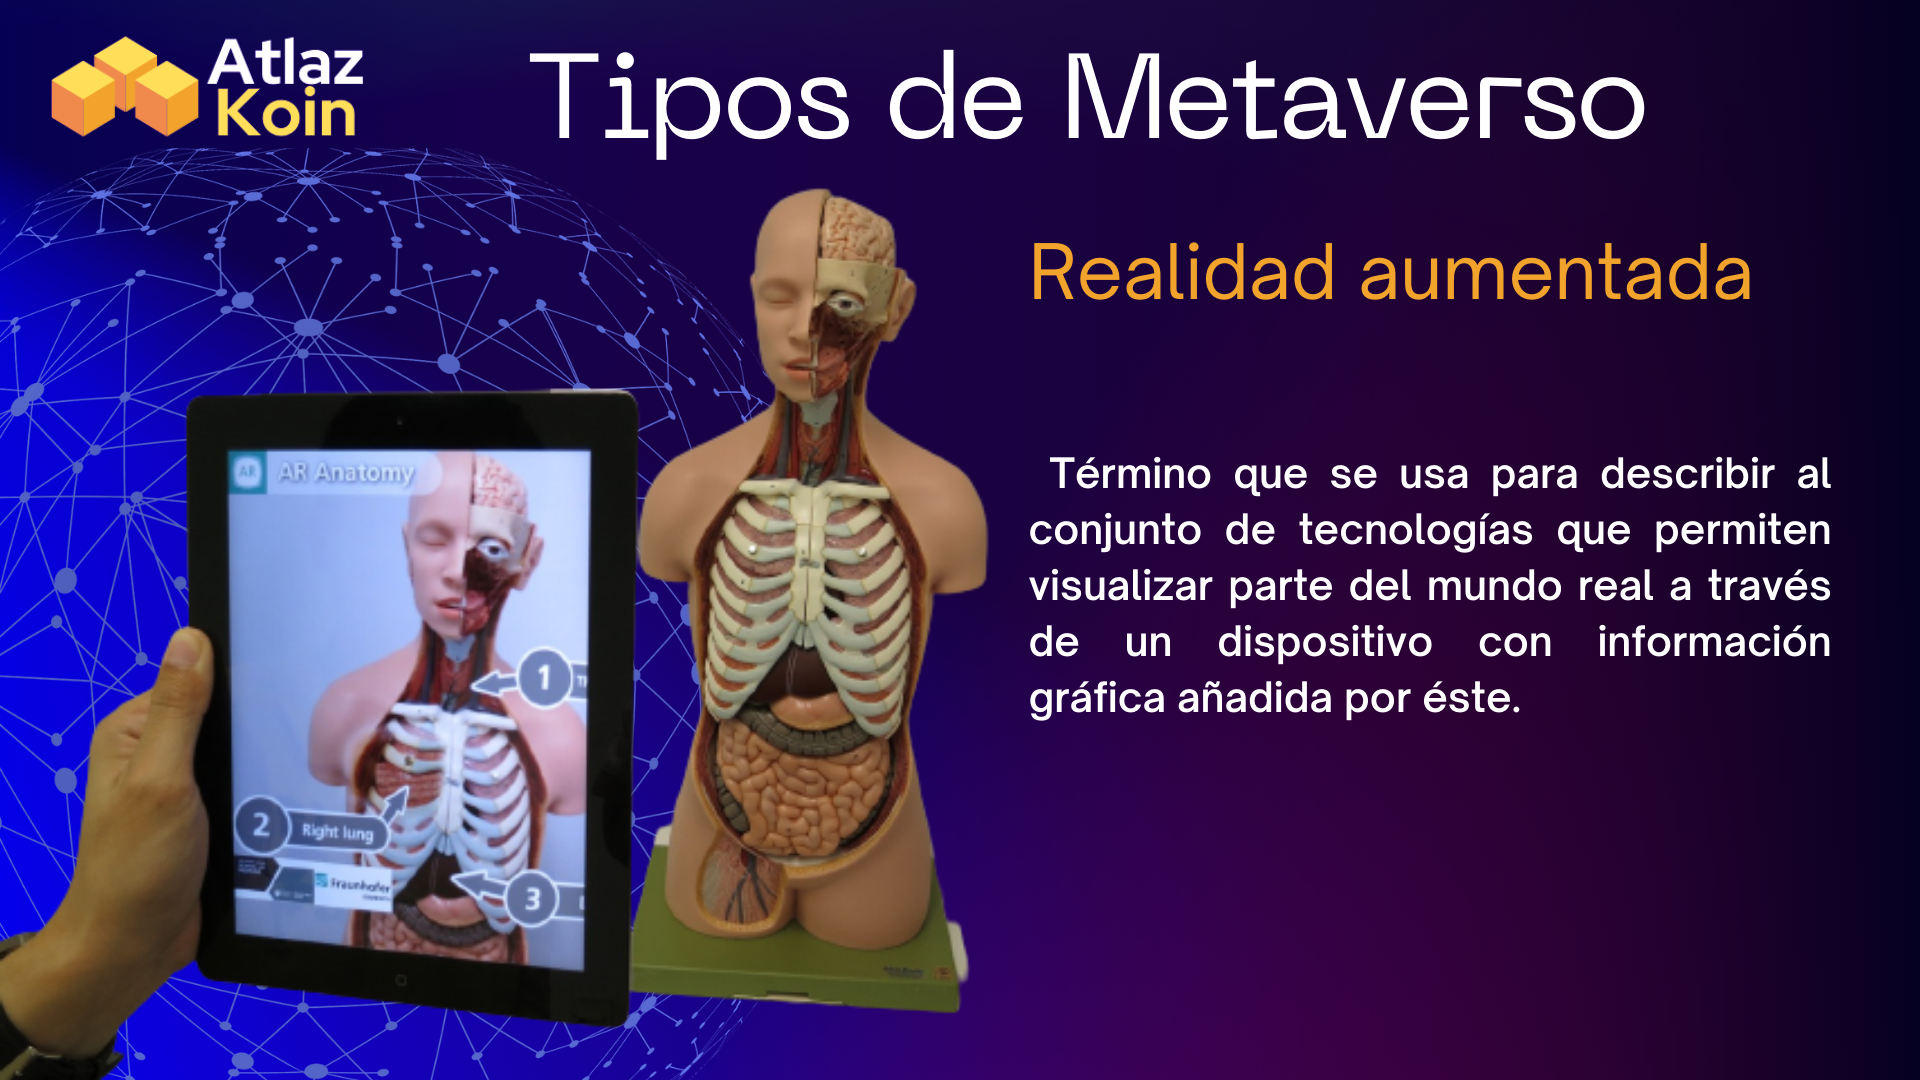 Atlaz
Koin
Tipos de Metaverso
Realidad aumentada
Término que se usa para describir al
conjunto de tecnologías que permiten
visualizar parte del mundo real a través
de un dispositivo con información
gráfica añadida por éste.
AR
AR Anatomy
1
2
Right lung
Fraunhofer
3